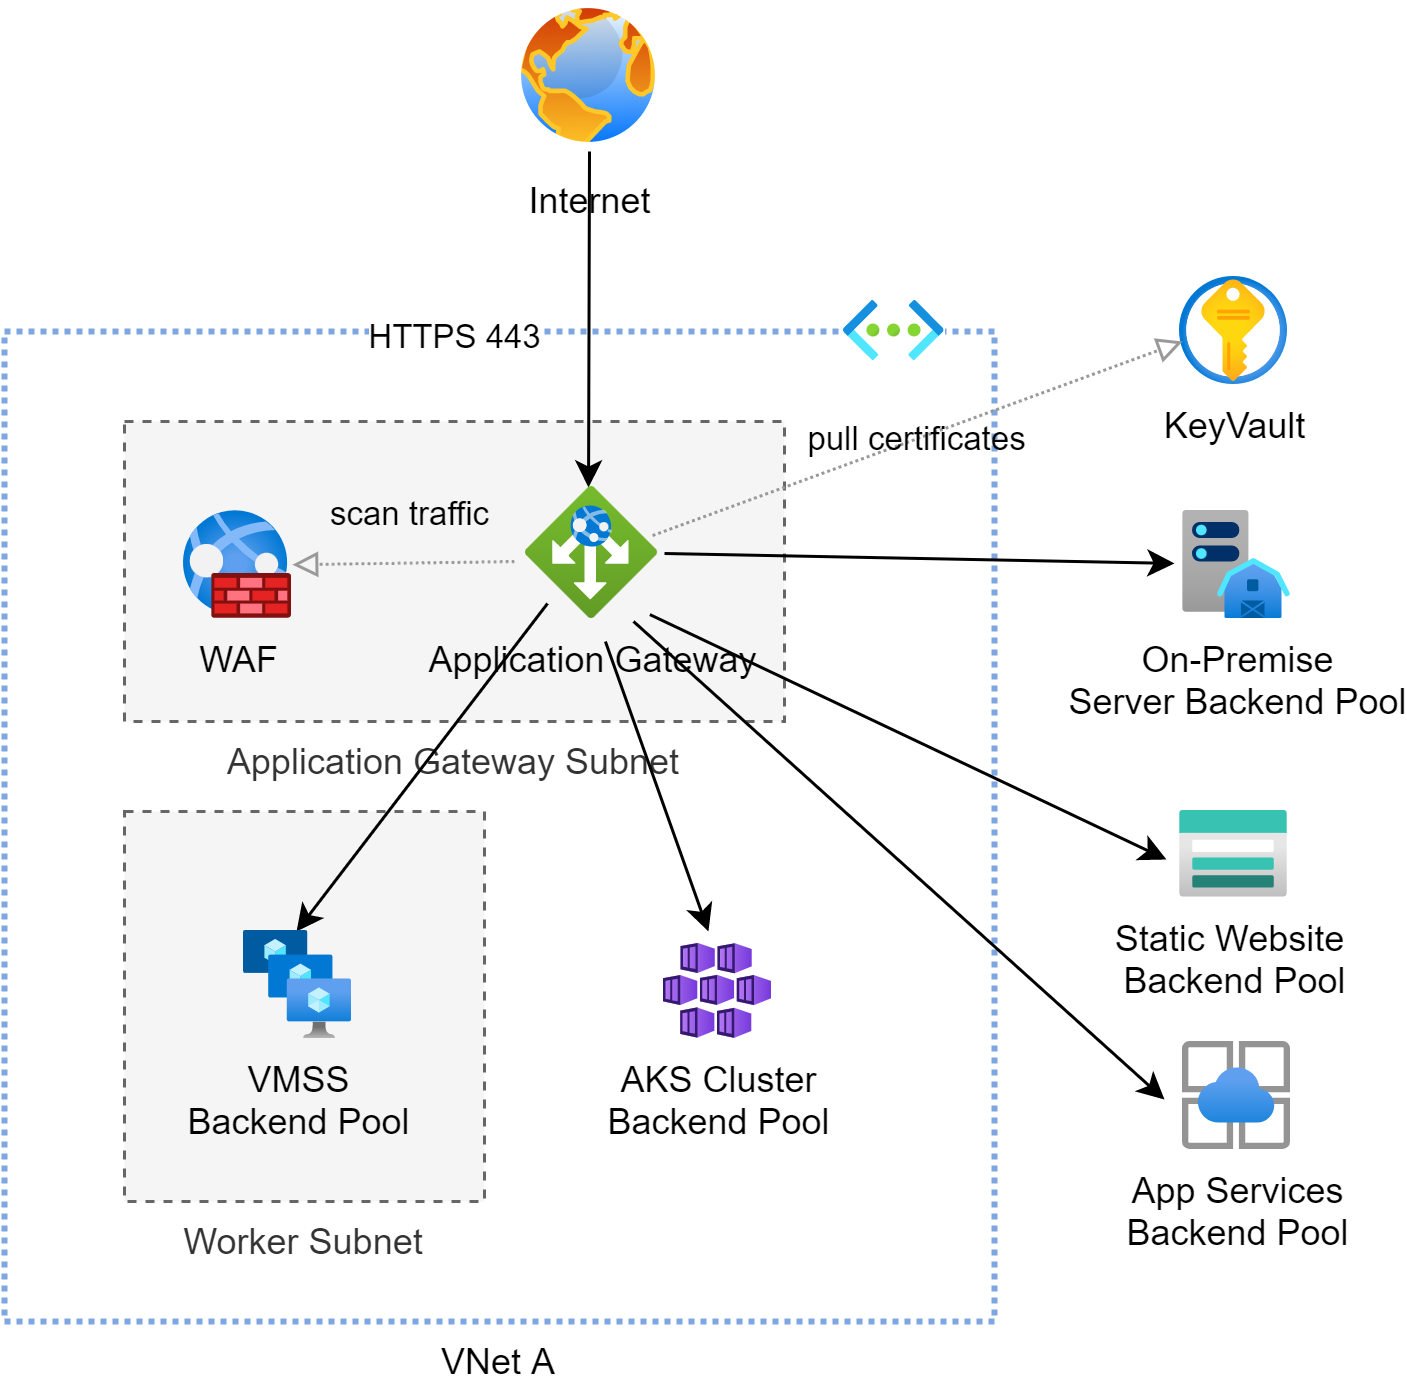 Internet
HTTPS 443
KeyVault
pull certificates
scan traffic
WAF
Application Gateway
On-Premise
Server Backend Pool
Application Gateway Subnet
Static Website
Backend Pool
VMSS
Backend Pool
AKS Cluster
Backend Pool
App Services
Backend Pool
Worker Subnet
VNet A